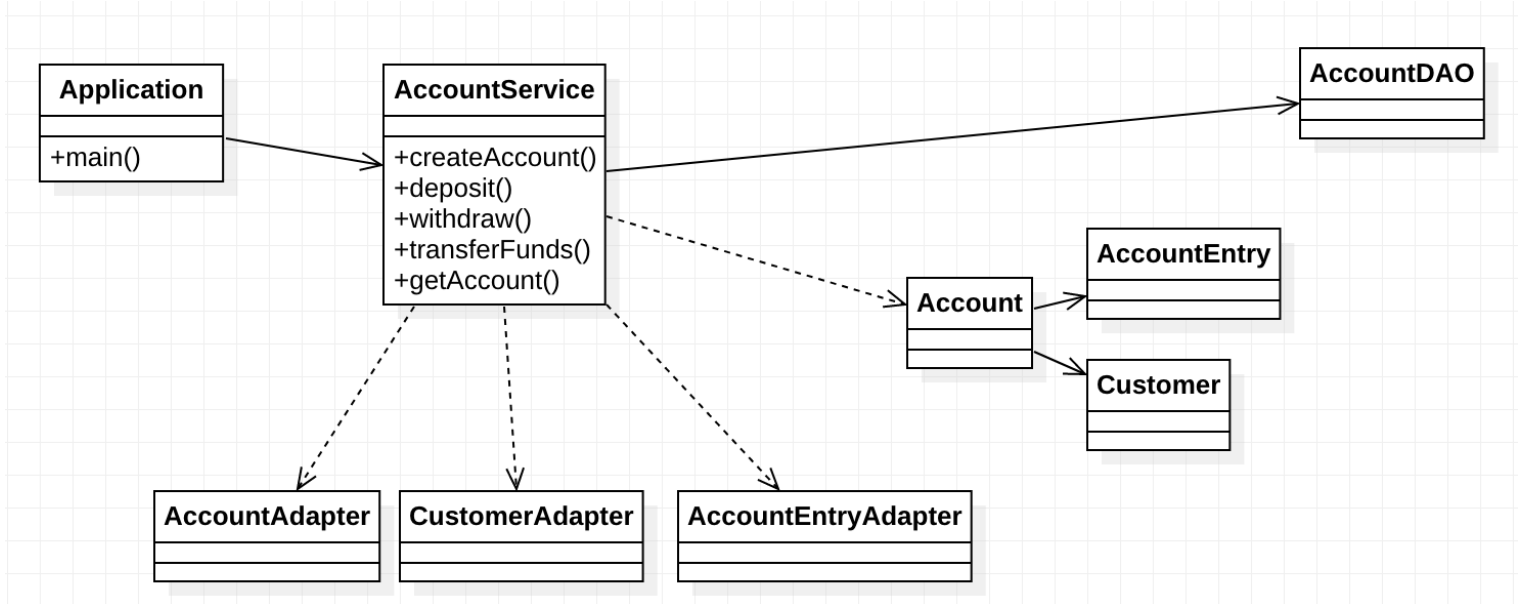 Application
+main()
AccountService
+createAccount()
+deposit()
+withdraw()
+transferFunds()
+getAccount()
AccountDAO
Account
AccountEntry
Customer
AccountAdapter
CustomerAdapter
AccountEntryAdapter